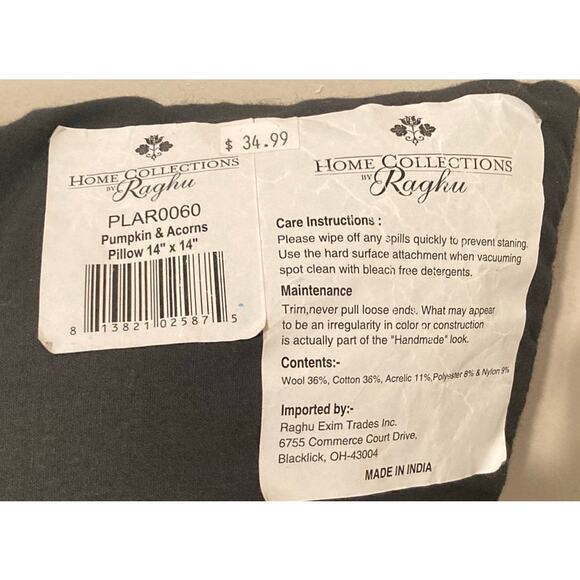 HOME COLLECTIONS
BY Raghu
PLAR0060
Pumpkin & Acorns
Pillow 14" x 14"
8 13821 02587 5
$ 34.99
HOME COLLECTIONS
BY Raghu
Care Instructions :
Please wipe off any spills quickly to prevent staning.
Use the hard surface attachment when vacuuming
spot clean with bleach free detergents.
Maintenance
Trim,never pull loose ends. What may appear
to be an irregularity in color or construction
is actually part of the "Handmade" look.
Contents:-
Wool 36%, Cotton 36%, Acrelic 11%,Polyester 8% & Nylon 9%
Imported by:-
Raghu Exim Trades Inc.
6755 Commerce Court Drive,
Blacklick, OH-43004
MADE IN INDIA